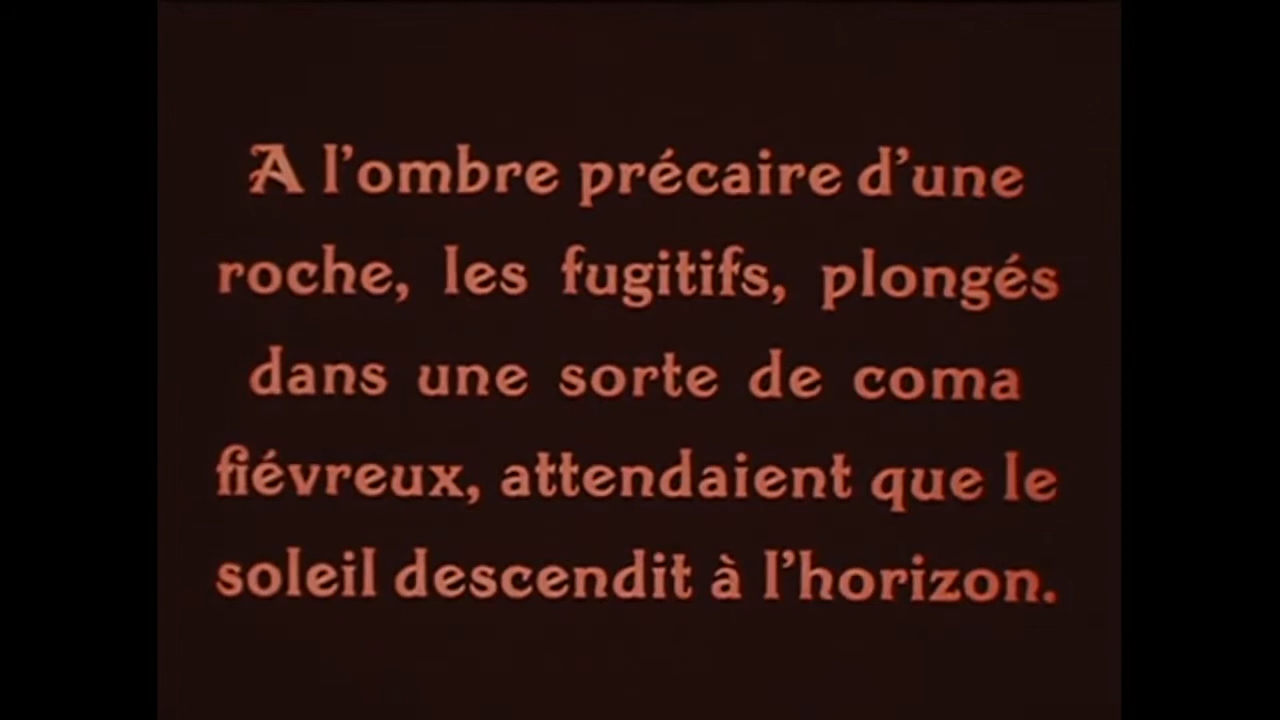 A l'ombre précaire d'une
roche, les fugitifs, plongés
dans une sorte de coma
fiévreux, attendaient que le
soleil descendit à l'horizon.